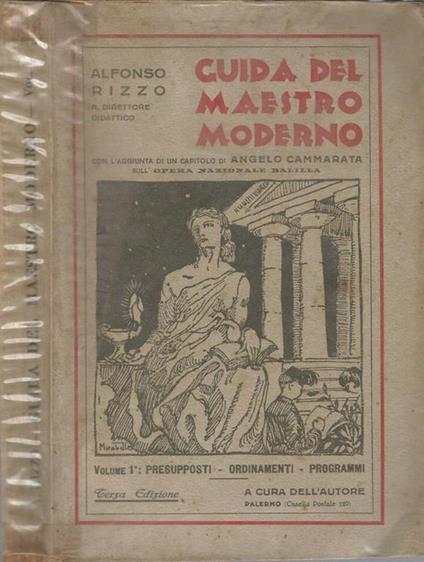 ALFONSO
RIZZO
R. DIRETTORE
DIDATTICO
GUIDA DEL
MAESTRO
MODERNO
CON L'AGGIUNTA DI UN CAPITOLO DI ANGELO CAMMARATA
SULL' OPERA NAZIONALE BALILLA
Mirabella
VOLUME 1°: PRESUPPOSTI - ORDINAMENTI - PROGRAMMI
Terza Edizione
A CURA DELL'AUTORE
PALERMO (Casella Postale